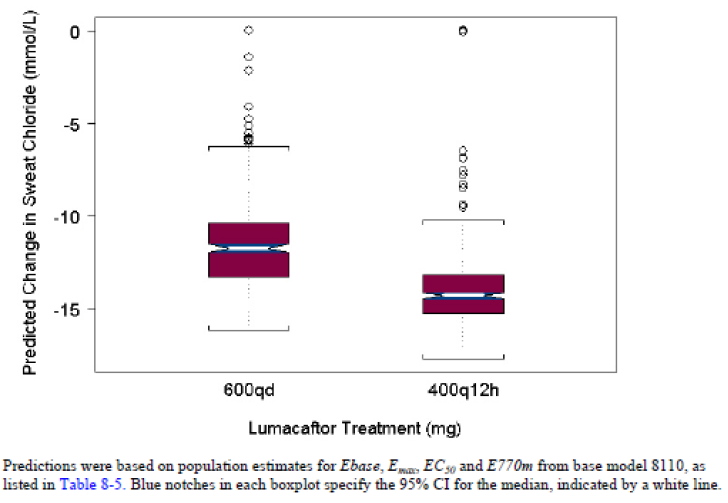 Predicted Change in Sweat Chloride (mmol/L)
0
-5
-10
-15
600qd
400q12h
Lumacaftor Treatment (mg)
Predictions were based on population estimates for Ebase, Emax, EC50 and E770m from base model 8110, as
listed in Table 8-5. Blue notches in each boxplot specify the 95% CI for the median, indicated by a white line.